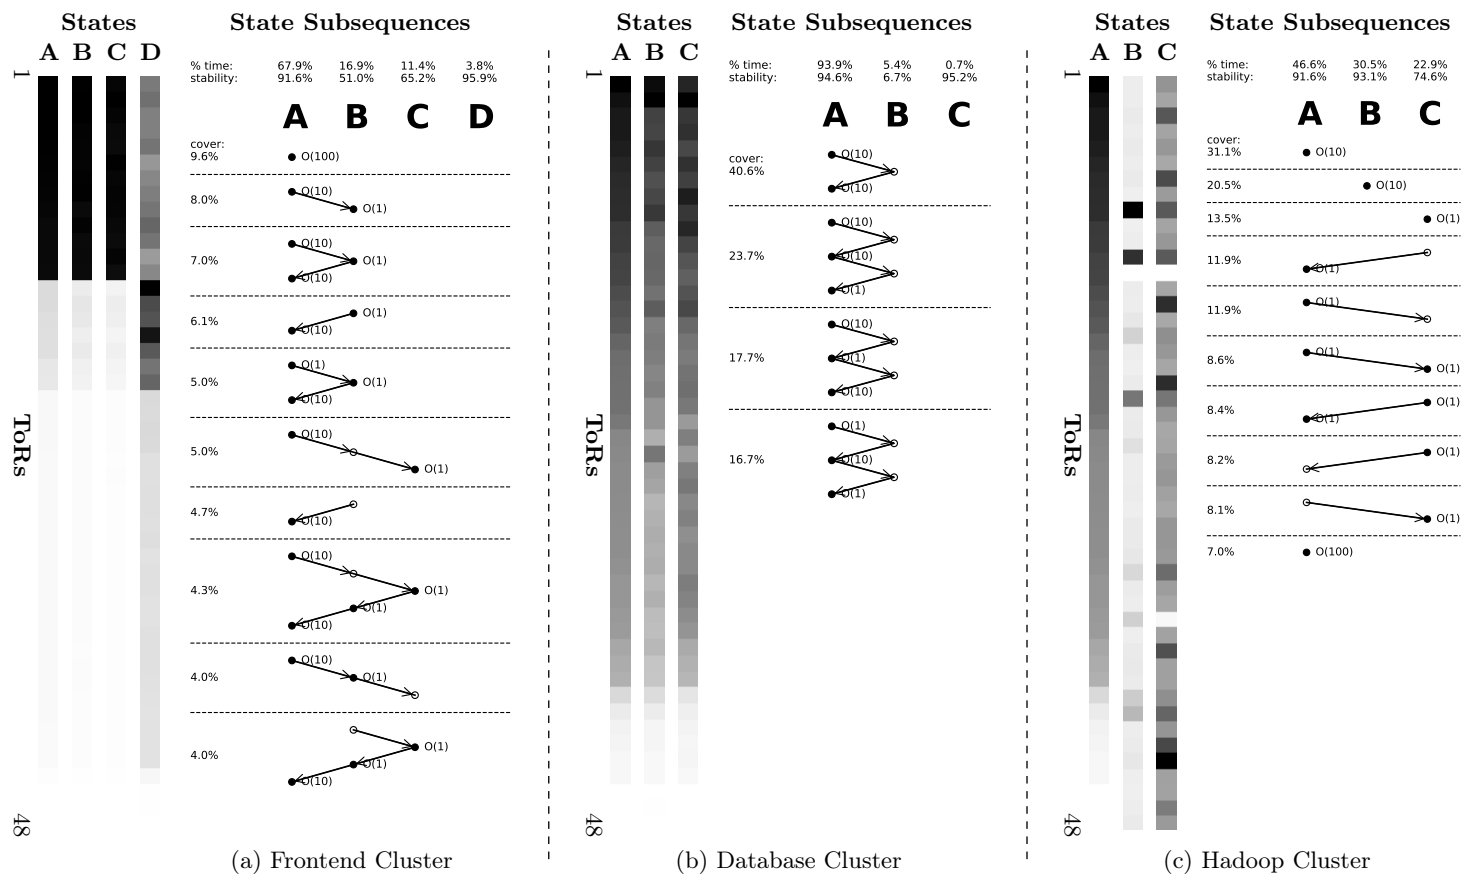 States
State Subsequences
A B C D
% time: 67.9% 16.9% 11.4% 3.8%
stability: 91.6% 51.0% 65.2% 95.9%
1
A B C D
cover:
9.6% O(100)
O(10)
8.0% O(1)
O(10)
7.0% O(1)
O(10)
O(1)
6.1%
O(10)
O(1)
5.0% O(1)
O(10)
O(10)
5.0%
O(1)
4.7%
O(10)
O(10)
4.3% O(1)
O(1)
O(10)
O(10)
4.0% O(1)
O(1)
4.0% O(1)
O(10)
ToRs
48
(a) Frontend Cluster
States
State Subsequences
A B C
% time: 93.9% 5.4% 0.7%
stability: 94.6% 6.7% 95.2%
1
A B C
O(10)
cover:
40.6%
O(10)
O(10)
23.7% O(10)
O(1)
O(10)
17.7% O(1)
O(10)
O(1)
16.7% O(10)
O(1)
ToRs
48
(b) Database Cluster
States
State Subsequences
A B C
% time: 46.6% 30.5% 22.9%
stability: 91.6% 93.1% 74.6%
1
A B C
cover:
31.1% O(10)
20.5% O(10)
13.5% O(1)
11.9%
O(1)
O(1)
11.9%
O(1)
8.6%
O(1)
O(1)
8.4%
O(1)
O(1)
8.2%
8.1%
O(1)
7.0% O(100)
ToRs
48
(c) Hadoop Cluster